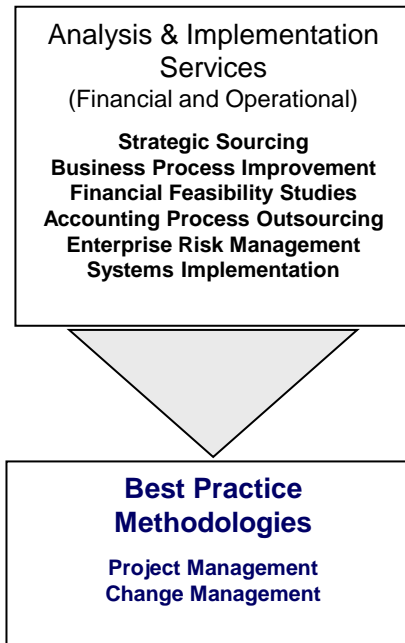 Analysis & Implementation
Services
(Financial and Operational)
Strategic Sourcing
Business Process Improvement
Financial Feasibility Studies
Accounting Process Outsourcing
Enterprise Risk Management
Systems Implementation
Best Practice
Methodologies
Project Management
Change Management